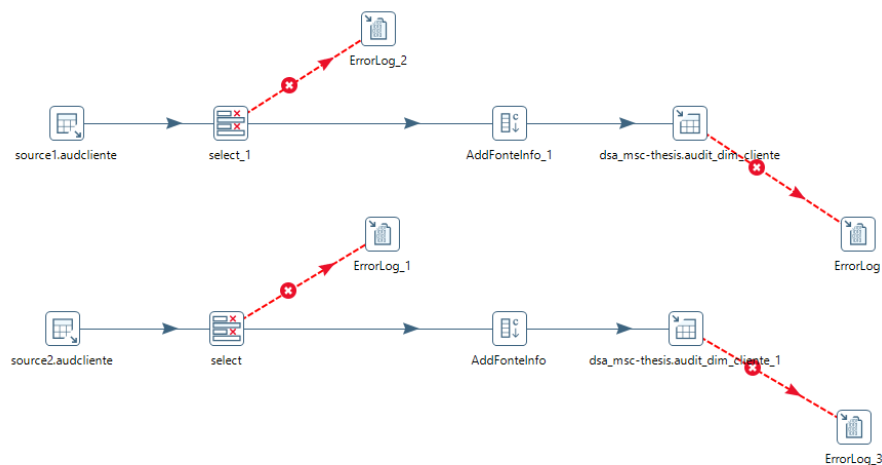 ErrorLog_2
source1.audcliente
select_1
AddFonteInfo_1
dsa_msc-thesis.audit_dim_cliente
ErrorLog
ErrorLog_1
source2.audcliente
select
AddFonteInfo
dsa_msc-thesis.audit_dim_cliente_1
ErrorLog_3